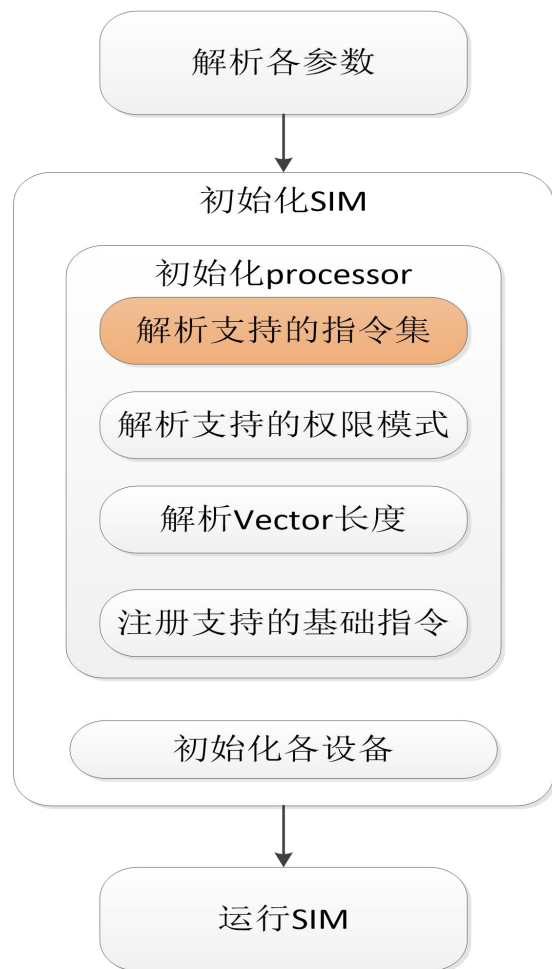 解析各参数
初始化SIM
初始化processor
解析支持的指令集
解析支持的权限模式
解析Vector长度
注册支持的基础指令
初始化各设备
运行SIM